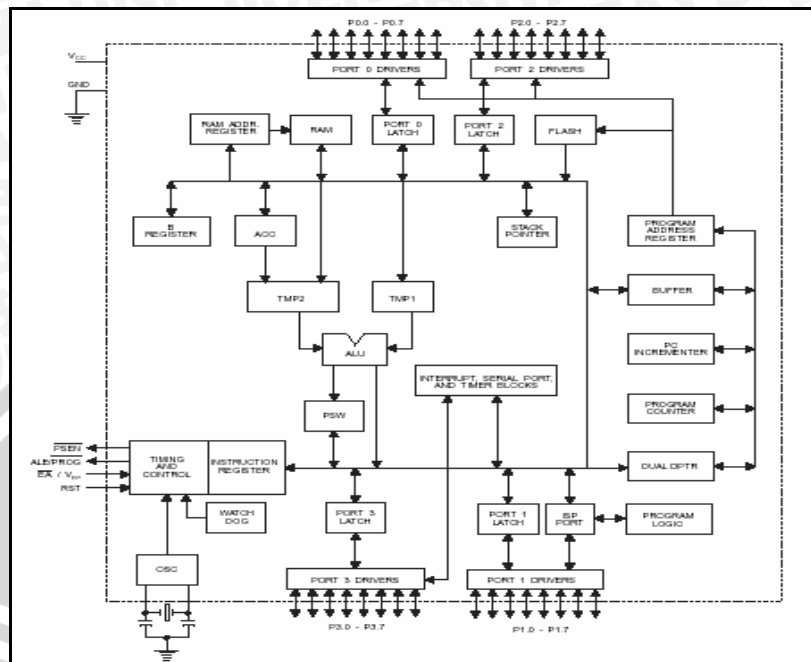 P0.0 - P0.7
P2.0 - P2.7
VCC
PORT 0 DRIVERS
PORT 2 DRIVERS
GND
RAM ADDR.
REGISTER
RAM
PORT 0
LATCH
PORT 2
LATCH
FLASH
B
REGISTER
ACC
STACK
POINTER
PROGRAM
ADDRESS
REGISTER
TMP2
TMP1
BUFFER
ALU
PC
INCREMENTER
INTERRUPT, SERIAL PORT,
AND TIMER BLOCKS
PSW
PROGRAM
COUNTER
PSEN
ALE/PROG
EA / VPP
RST
TIMING
AND
CONTROL
INSTRUCTION
REGISTER
DUAL DPTR
WATCH
DOG
PORT 3
LATCH
PORT 1
LATCH
ISP
PORT
PROGRAM
LOGIC
OSC
PORT 3 DRIVERS
PORT 1 DRIVERS
P3.0 - P3.7
P1.0 - P1.7